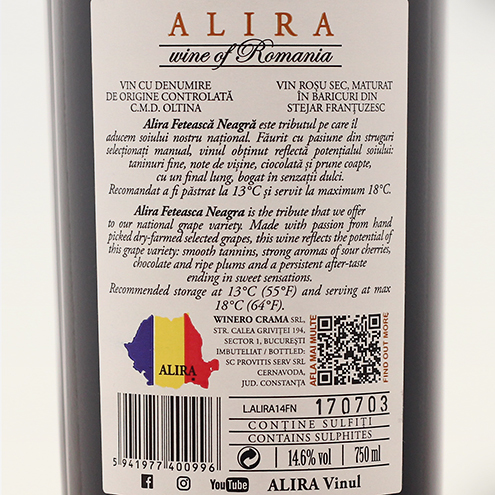 ALIRA
wine of Romania
VIN CU DENUMIRE
DE ORIGINE CONTROLATĂ
C.M.D. OLTINA
VIN ROȘU SEC, MATURAT
ÎN BARICURI DIN
STEJAR FRANȚUZESC
Alira Fetească Neagră este tributul pe care îl
aducem soiului nostru național. Făurit cu pasiune din struguri
selecționați manual, vinul obținut reflectă potențialul soiului:
taninuri fine, note de vișine, ciocolată și prune coapte,
cu un final lung, bogat în senzații dulci.
Recomandat a fi păstrat la 13°C și servit la maximum 18°C.
Alira Feteasca Neagra is the tribute that we offer
to our national grape variety. Made with passion from hand
picked dry-farmed selected grapes, this wine reflects the potential of
this grape variety: smooth tannins, strong aromas of sour cherries,
chocolate and ripe plums and a persistent after-taste
ending in sweet sensations.
Recommended storage at 13°C (55°F) and serving at max
18°C (64°F).
WINERO CRAMA SRL,
STR. CALEA GRIVIȚEI 194,
SECTOR 1, BUCUREȘTI
IMBUTELIAT / BOTTLED:
SC PROVITIS SERV SRL
CERNAVODA,
JUD. CONSTANȚA
ALIRA
AFLA MAI MULTE
FIND OUT MORE
L.ALIRA14FN 170703
CONȚINE SULFIȚI
CONTAINS SULPHITES
14.6% vol
750 ml
5 941977 400996
f
You Tube
ALIRA Vinul